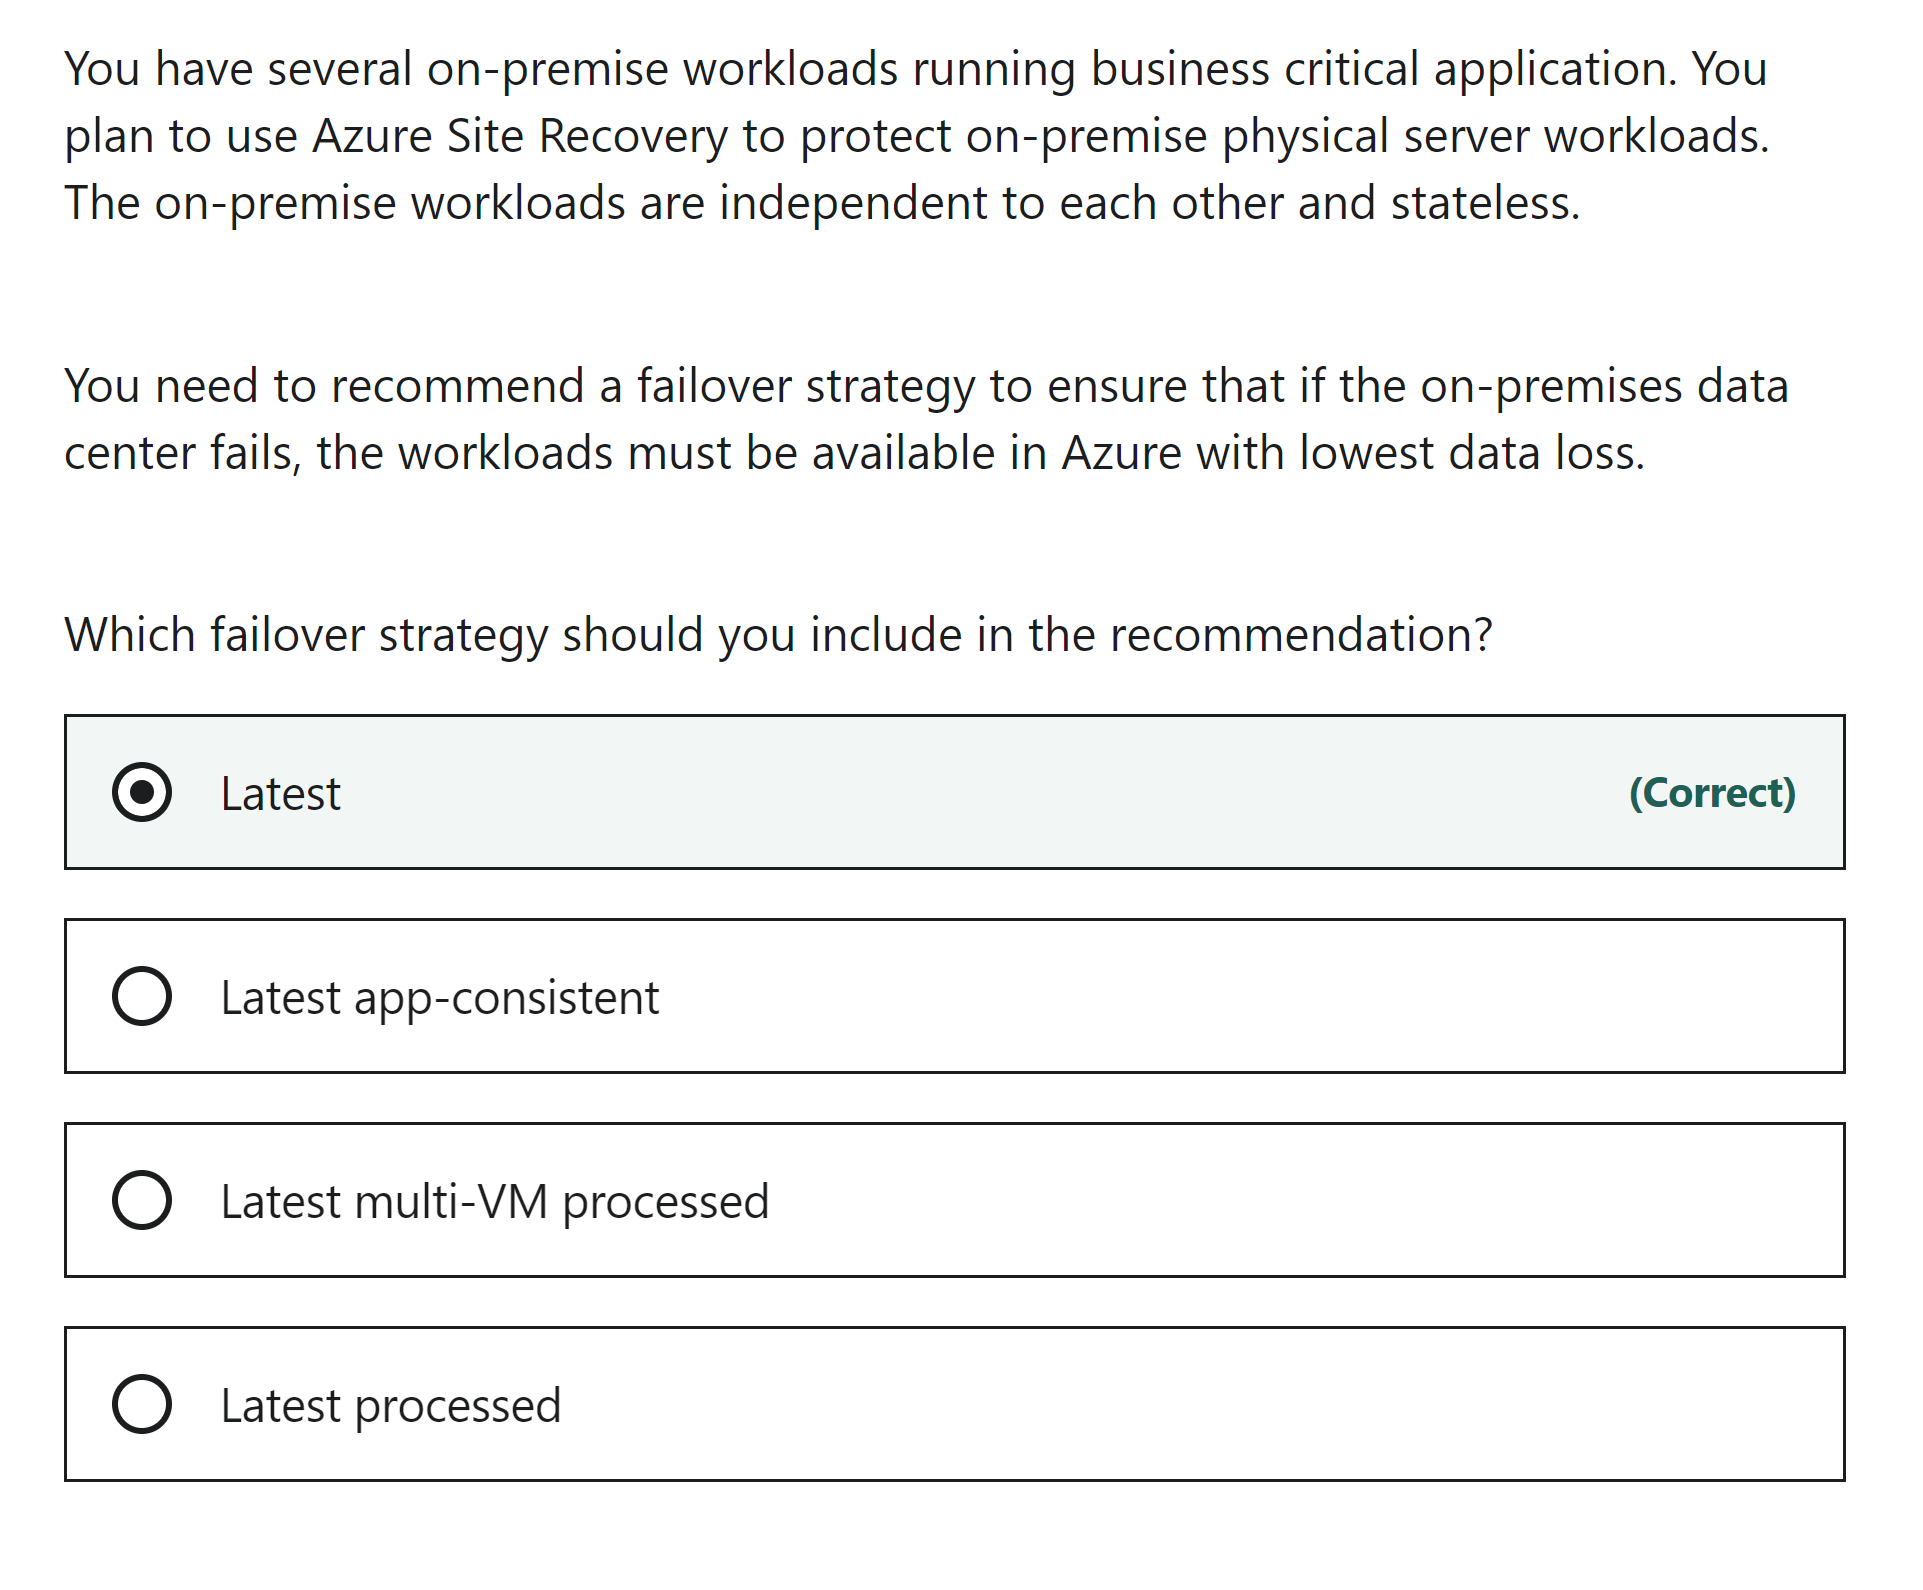 You have several on-premise workloads running business critical application. You
plan to use Azure Site Recovery to protect on-premise physical server workloads.
The on-premise workloads are independent to each other and stateless.
You need to recommend a failover strategy to ensure that if the on-premises data
center fails, the workloads must be available in Azure with lowest data loss.
Which failover strategy should you include in the recommendation?
Latest (Correct)
Latest app-consistent
Latest multi-VM processed
Latest processed